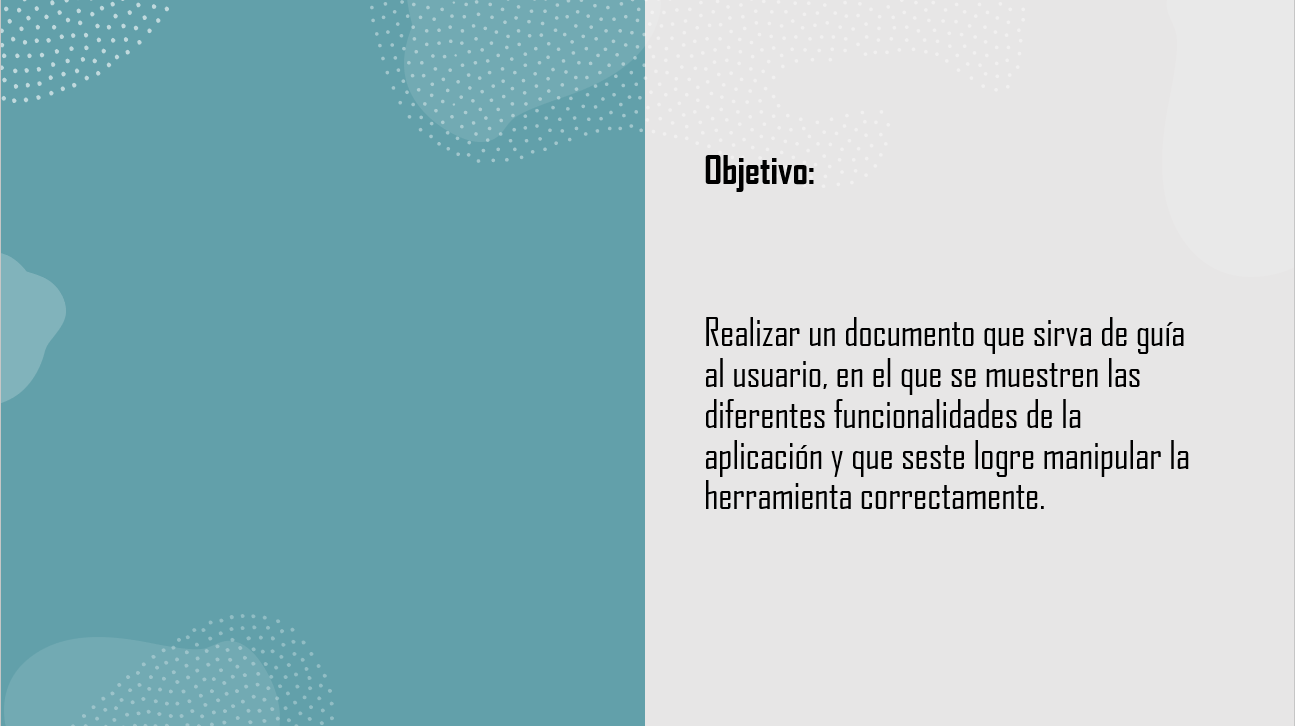 Objetivo:
Realizar un documento que sirva de guía
al usuario, en el que se muestren las
diferentes funcionalidades de la
aplicación y que seste logre manipular la
herramienta correctamente.